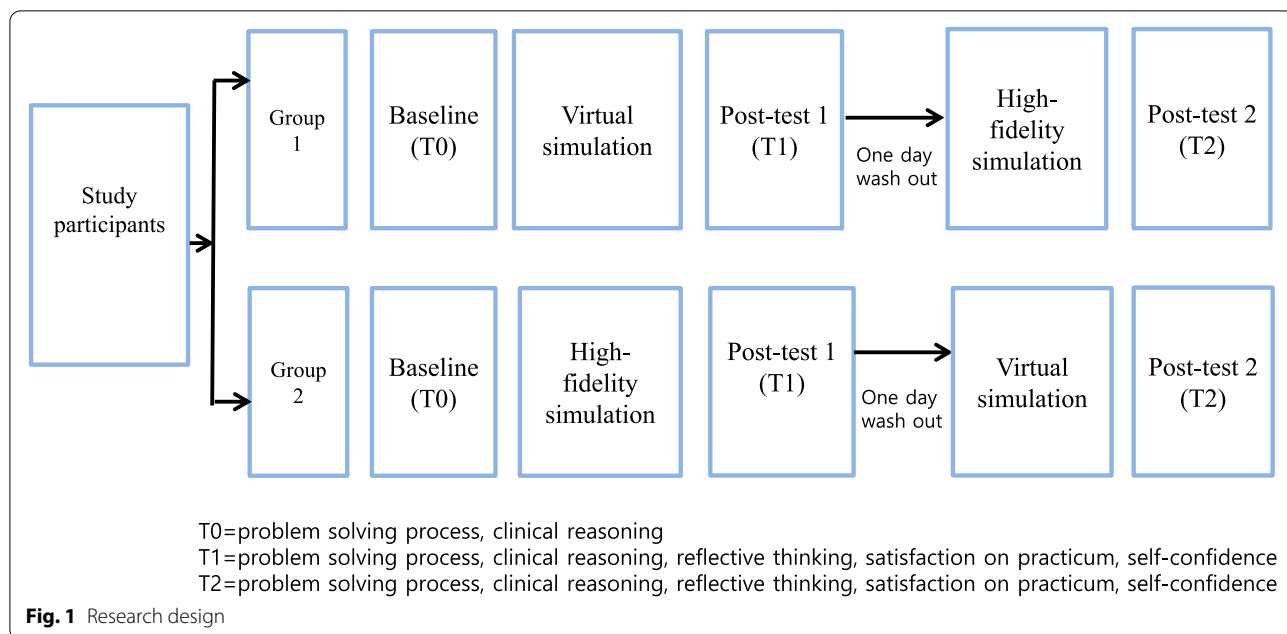 Study
participants
Group
1
Baseline
(T0)
Virtual
simulation
Post-test 1
(T1)
One day
wash out
High-
fidelity
simulation
Post-test 2
(T2)
Group
2
Baseline
(T0)
High-
fidelity
simulation
Post-test 1
(T1)
One day
wash out
Virtual
simulation
Post-test 2
(T2)
T0=problem solving process, clinical reasoning
T1=problem solving process, clinical reasoning, reflective thinking, satisfaction on practicum, self-confidence
T2=problem solving process, clinical reasoning, reflective thinking, satisfaction on practicum, self-confidence
Fig. 1 Research design